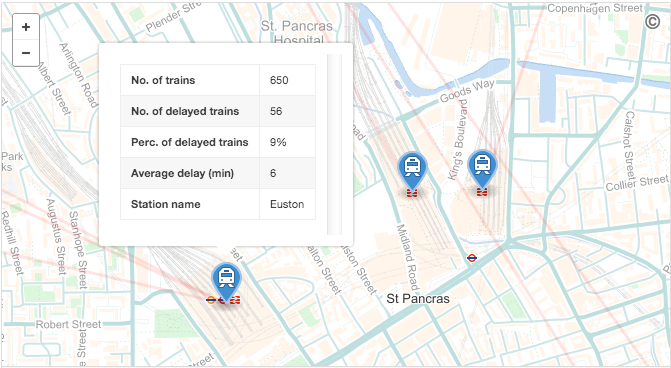 +
−
©
Plender Street
St. Pancras
Hospital
Copenhagen Street
Albert Street
Arlington Road
No. of trains 650
No. of delayed trains 56
Perc. of delayed trains 9%
Average delay (min) 6
Station name Euston
Goods Way
King's Boulevard
Calshot Street
Collier Street
Park
Redhill Street
Augustus Street
Stanhope Street
Midland Road
St Pancras
Robert Street